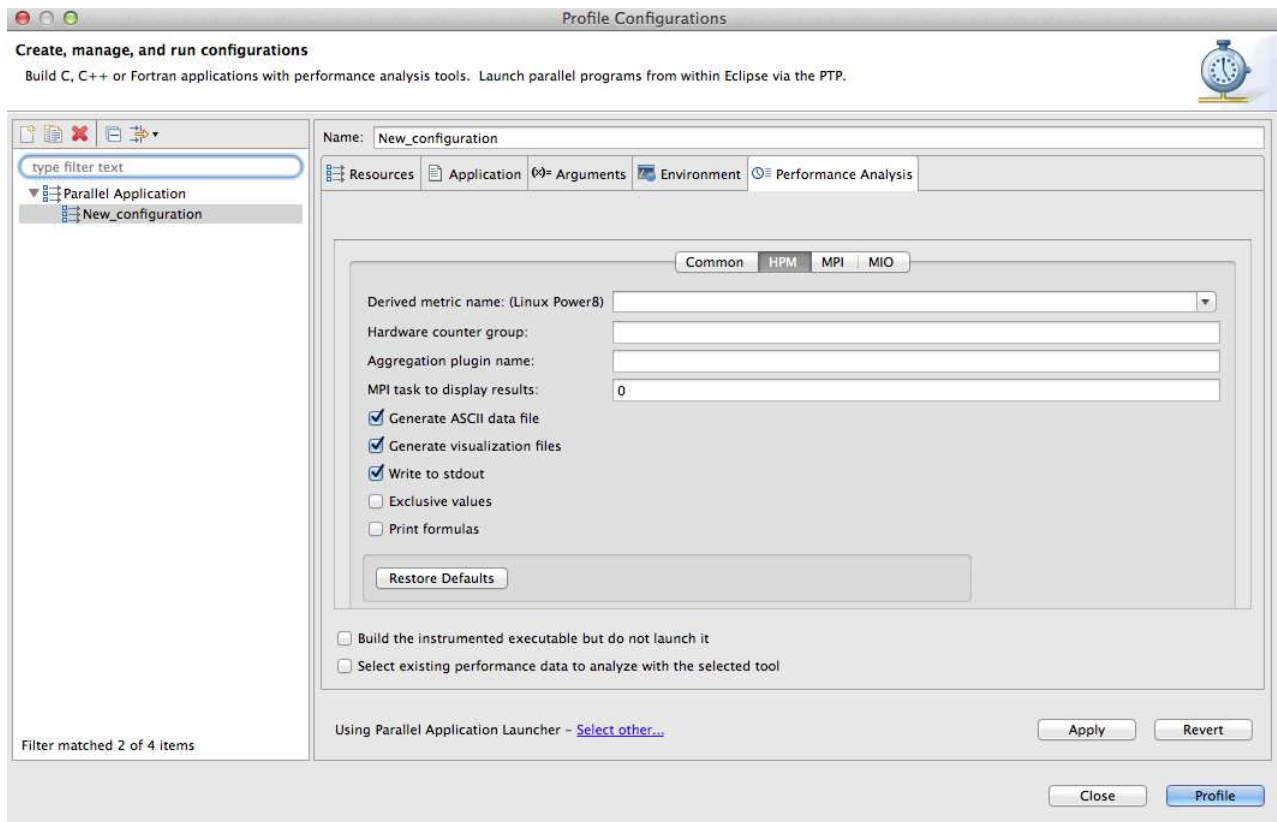 Profile Configurations
Create, manage, and run configurations
Build C, C++ or Fortran applications with performance analysis tools. Launch parallel programs from within Eclipse via the PTP.
type filter text
Parallel Application
New_configuration
Filter matched 2 of 4 items
Name: New_configuration
Resources Application (x)= Arguments Environment Performance Analysis
Common HPM MPI MIO
Derived metric name: (Linux Power8)
Hardware counter group:
Aggregation plugin name:
MPI task to display results: 0
Generate ASCII data file
Generate visualization files
Write to stdout
Exclusive values
Print formulas
Restore Defaults
Build the instrumented executable but do not launch it
Select existing performance data to analyze with the selected tool
Using Parallel Application Launcher – Select other...
Apply Revert
Close Profile